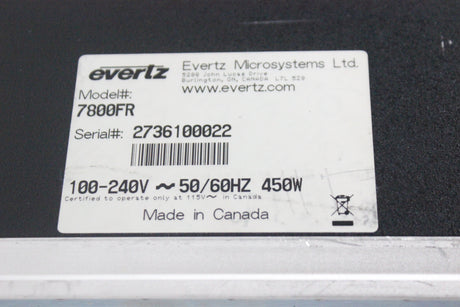 evertz
Evertz Microsystems Ltd.
5288 John Lucas Drive
Burlington, ON, CANADA L7L 5Z9
www.evertz.com
Model#:
7800FR
Serial#: 2736100022
100-240V ~ 50/60HZ 450W
Certified to operate only at 115V~ in Canada
Made in Canada